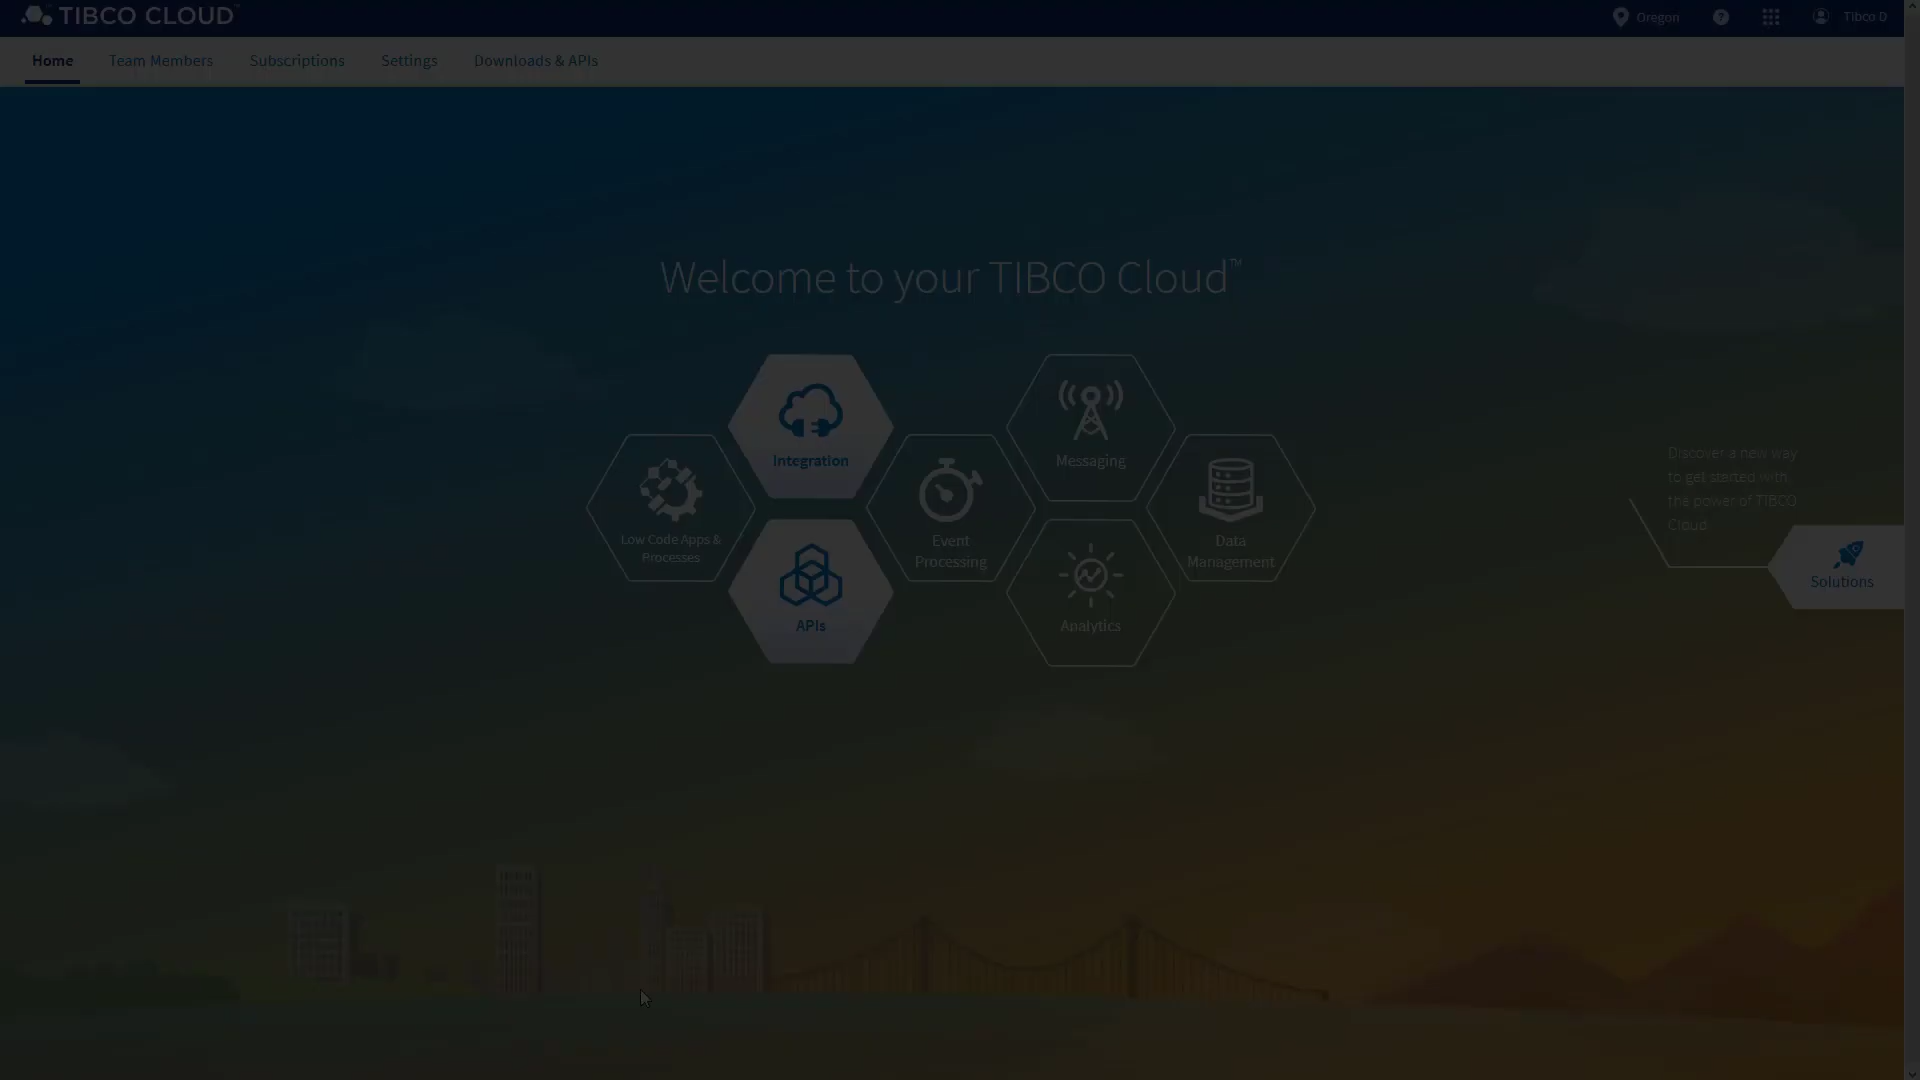 TIBCO CLOUD™
Oregon
?
Tibco D
Home
Team Members
Subscriptions
Settings
Downloads & APIs
Welcome to your TIBCO Cloud™
Integration
Messaging
Low Code Apps &
Processes
Event
Processing
Data
Management
APIs
Analytics
Discover a new way
to get started with
the power of TIBCO
Cloud
Solutions